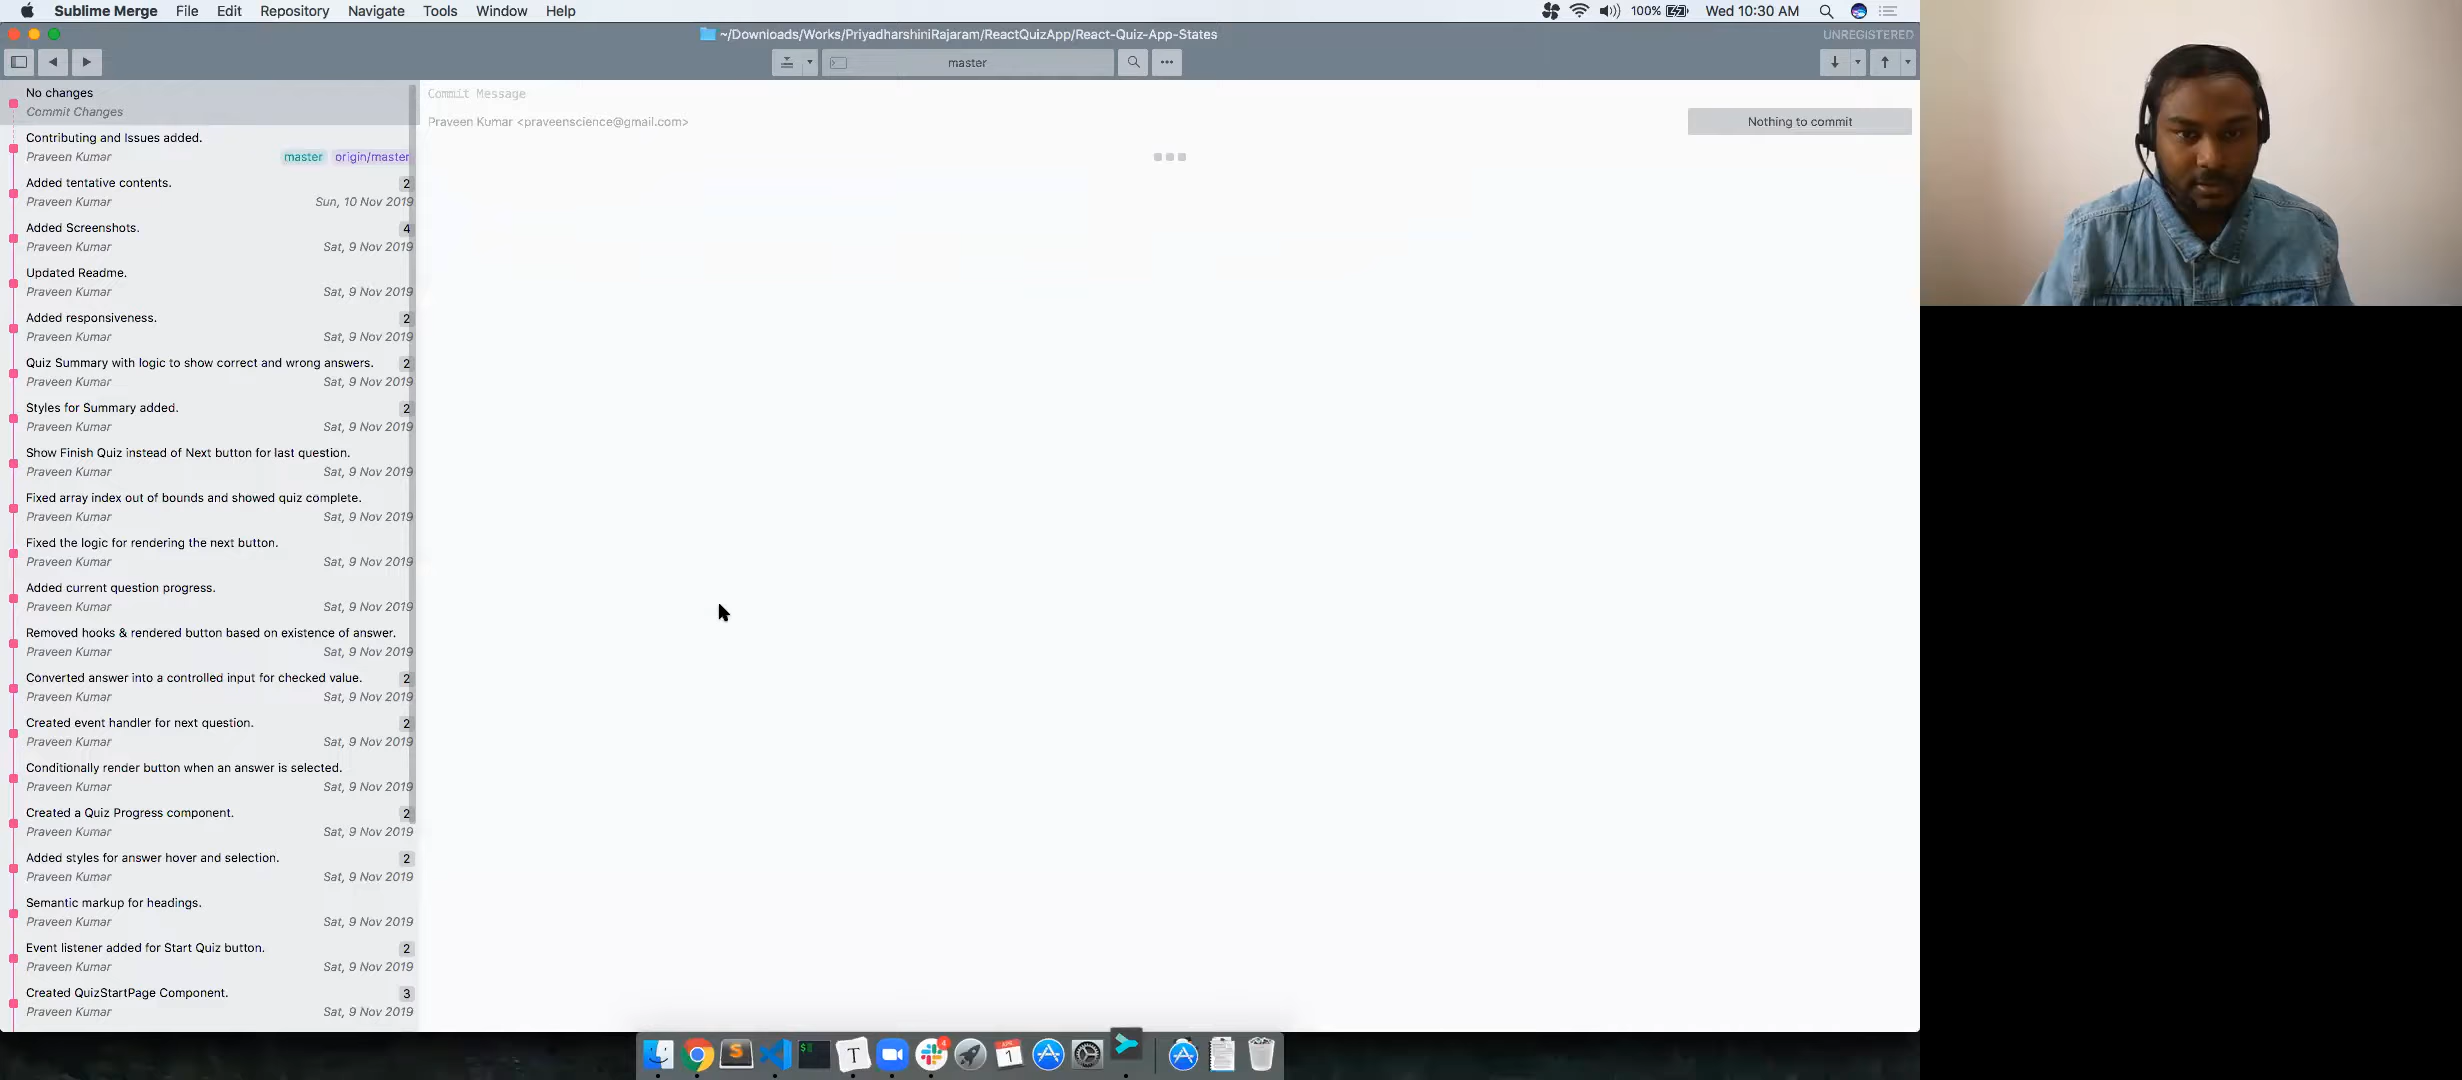 Sublime Merge File Edit Repository Navigate Tools Window Help 100% Wed 10:30 AM
~/Downloads/Works/PriyadharshiniRajaram/ReactQuizApp/React-Quiz-App-States UNREGISTERED
master
No changes
Commit Changes
Commit Message
Praveen Kumar <praveenscience@gmail.com> Nothing to commit
Contributing and Issues added.
Praveen Kumar master origin/master
Added tentative contents. 2
Praveen Kumar Sun, 10 Nov 2019
Added Screenshots. 4
Praveen Kumar Sat, 9 Nov 2019
Updated Readme.
Praveen Kumar Sat, 9 Nov 2019
Added responsiveness. 2
Praveen Kumar Sat, 9 Nov 2019
Quiz Summary with logic to show correct and wrong answers. 2
Praveen Kumar Sat, 9 Nov 2019
Styles for Summary added. 2
Praveen Kumar Sat, 9 Nov 2019
Show Finish Quiz instead of Next button for last question.
Praveen Kumar Sat, 9 Nov 2019
Fixed array index out of bounds and showed quiz complete.
Praveen Kumar Sat, 9 Nov 2019
Fixed the logic for rendering the next button.
Praveen Kumar Sat, 9 Nov 2019
Added current question progress.
Praveen Kumar Sat, 9 Nov 2019
Removed hooks & rendered button based on existence of answer.
Praveen Kumar Sat, 9 Nov 2019
Converted answer into a controlled input for checked value. 2
Praveen Kumar Sat, 9 Nov 2019
Created event handler for next question. 2
Praveen Kumar Sat, 9 Nov 2019
Conditionally render button when an answer is selected.
Praveen Kumar Sat, 9 Nov 2019
Created a Quiz Progress component. 2
Praveen Kumar Sat, 9 Nov 2019
Added styles for answer hover and selection. 2
Praveen Kumar Sat, 9 Nov 2019
Semantic markup for headings.
Praveen Kumar Sat, 9 Nov 2019
Event listener added for Start Quiz button. 2
Praveen Kumar Sat, 9 Nov 2019
Created QuizStartPage Component. 3
Praveen Kumar Sat, 9 Nov 2019
S $ T 4 APR 1